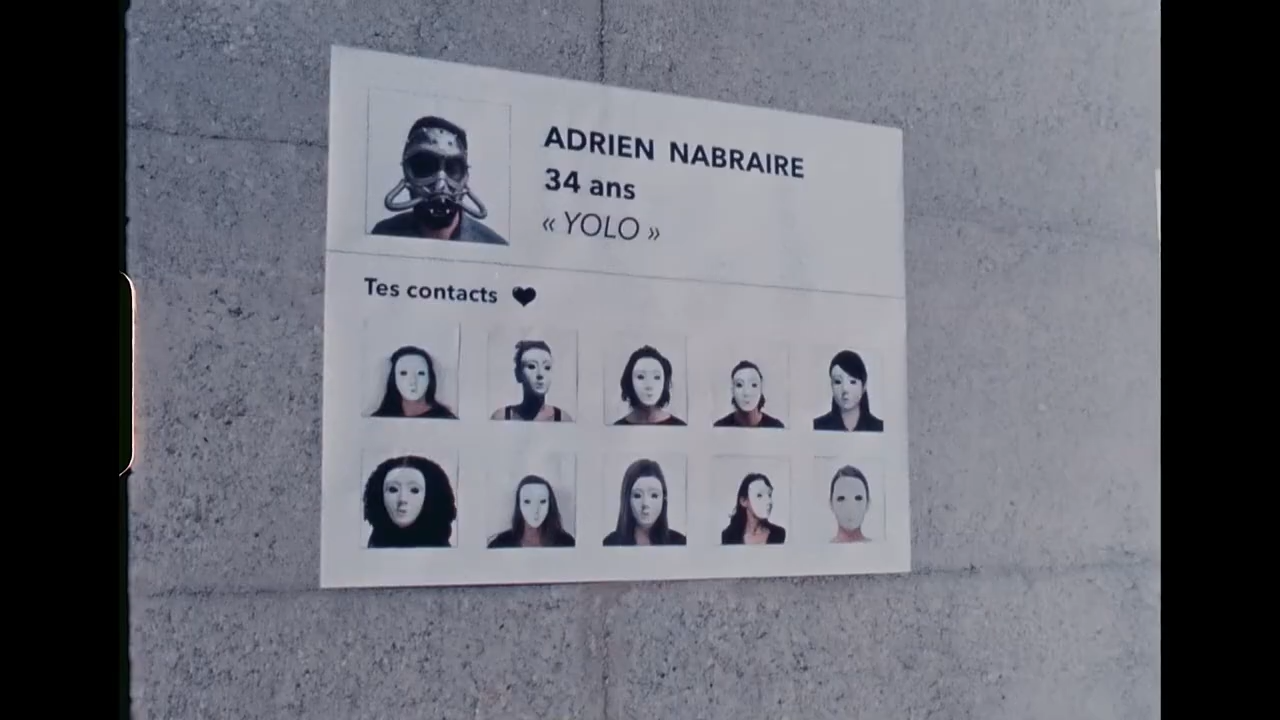 ADRIEN NABRAIRE
34 ans
« YOLO »
Tes contacts ♥